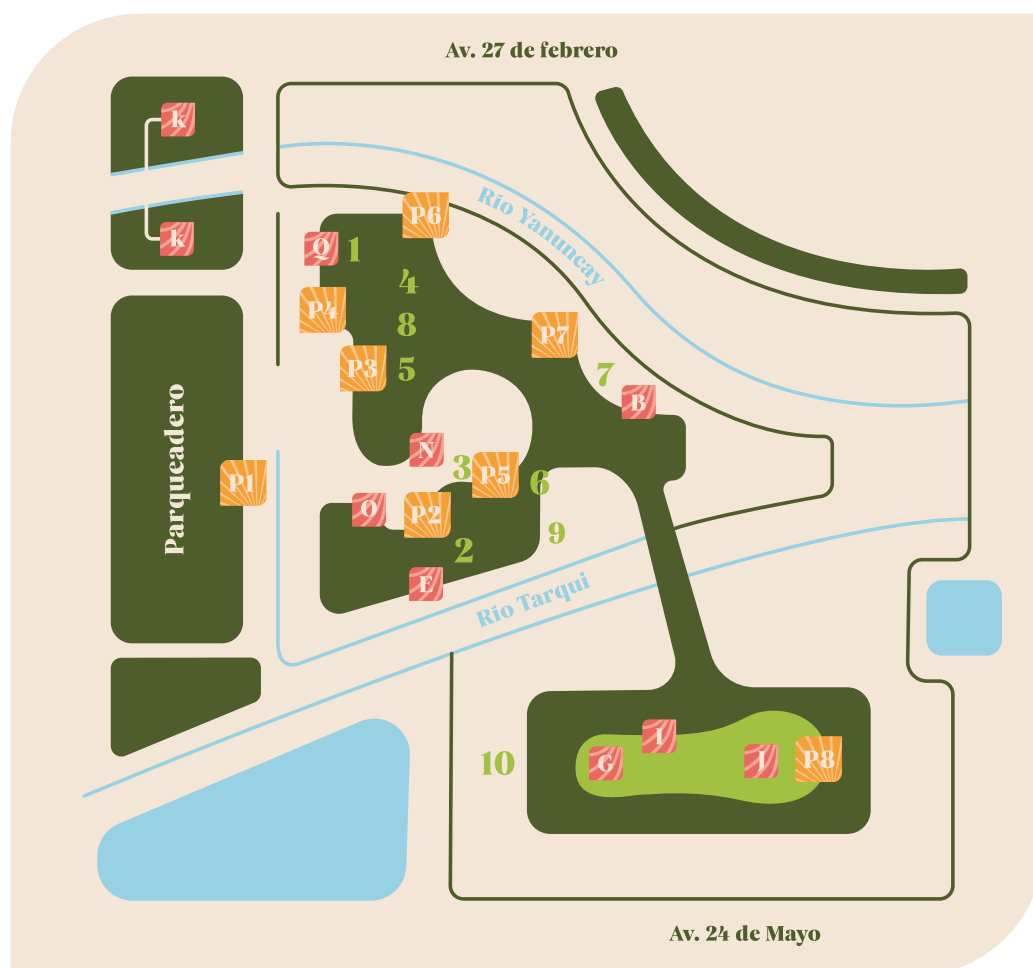 Av. 27 de febrero
k
Río Yanuncay
P6
k
Q
1
4
P4
8
P7
P3
5
7
B
Parqueadero
N
3
P5
P1
6
O
P2
9
2
E
Río Tarqui
I
10
G
J
P8
Av. 24 de Mayo